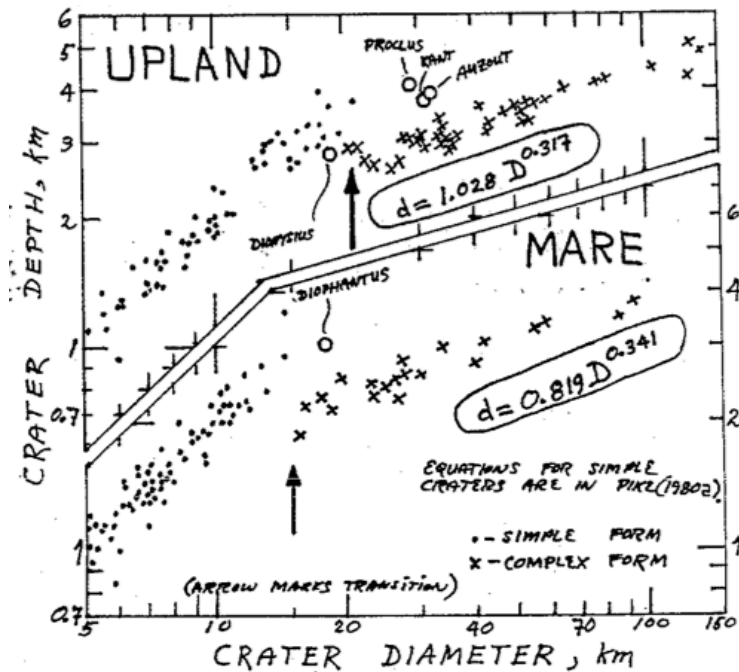 6
5
4
3
2
1
0.7
1
0.7
CRATER DEPTH, km
UPLAND
PROCLUS
KANT
AUZOUT
d = 1.028 D^0.317
DIONYSIUS
MARE
DIOPHANTUS
d = 0.819 D^0.341
EQUATIONS FOR SIMPLE
CRATERS ARE IN PIKE (1980a)
• - SIMPLE FORM
x - COMPLEX FORM
(ARROW MARKS TRANSITION)
6
4
2
1
5 10 20 40 70 100 150
CRATER DIAMETER, km